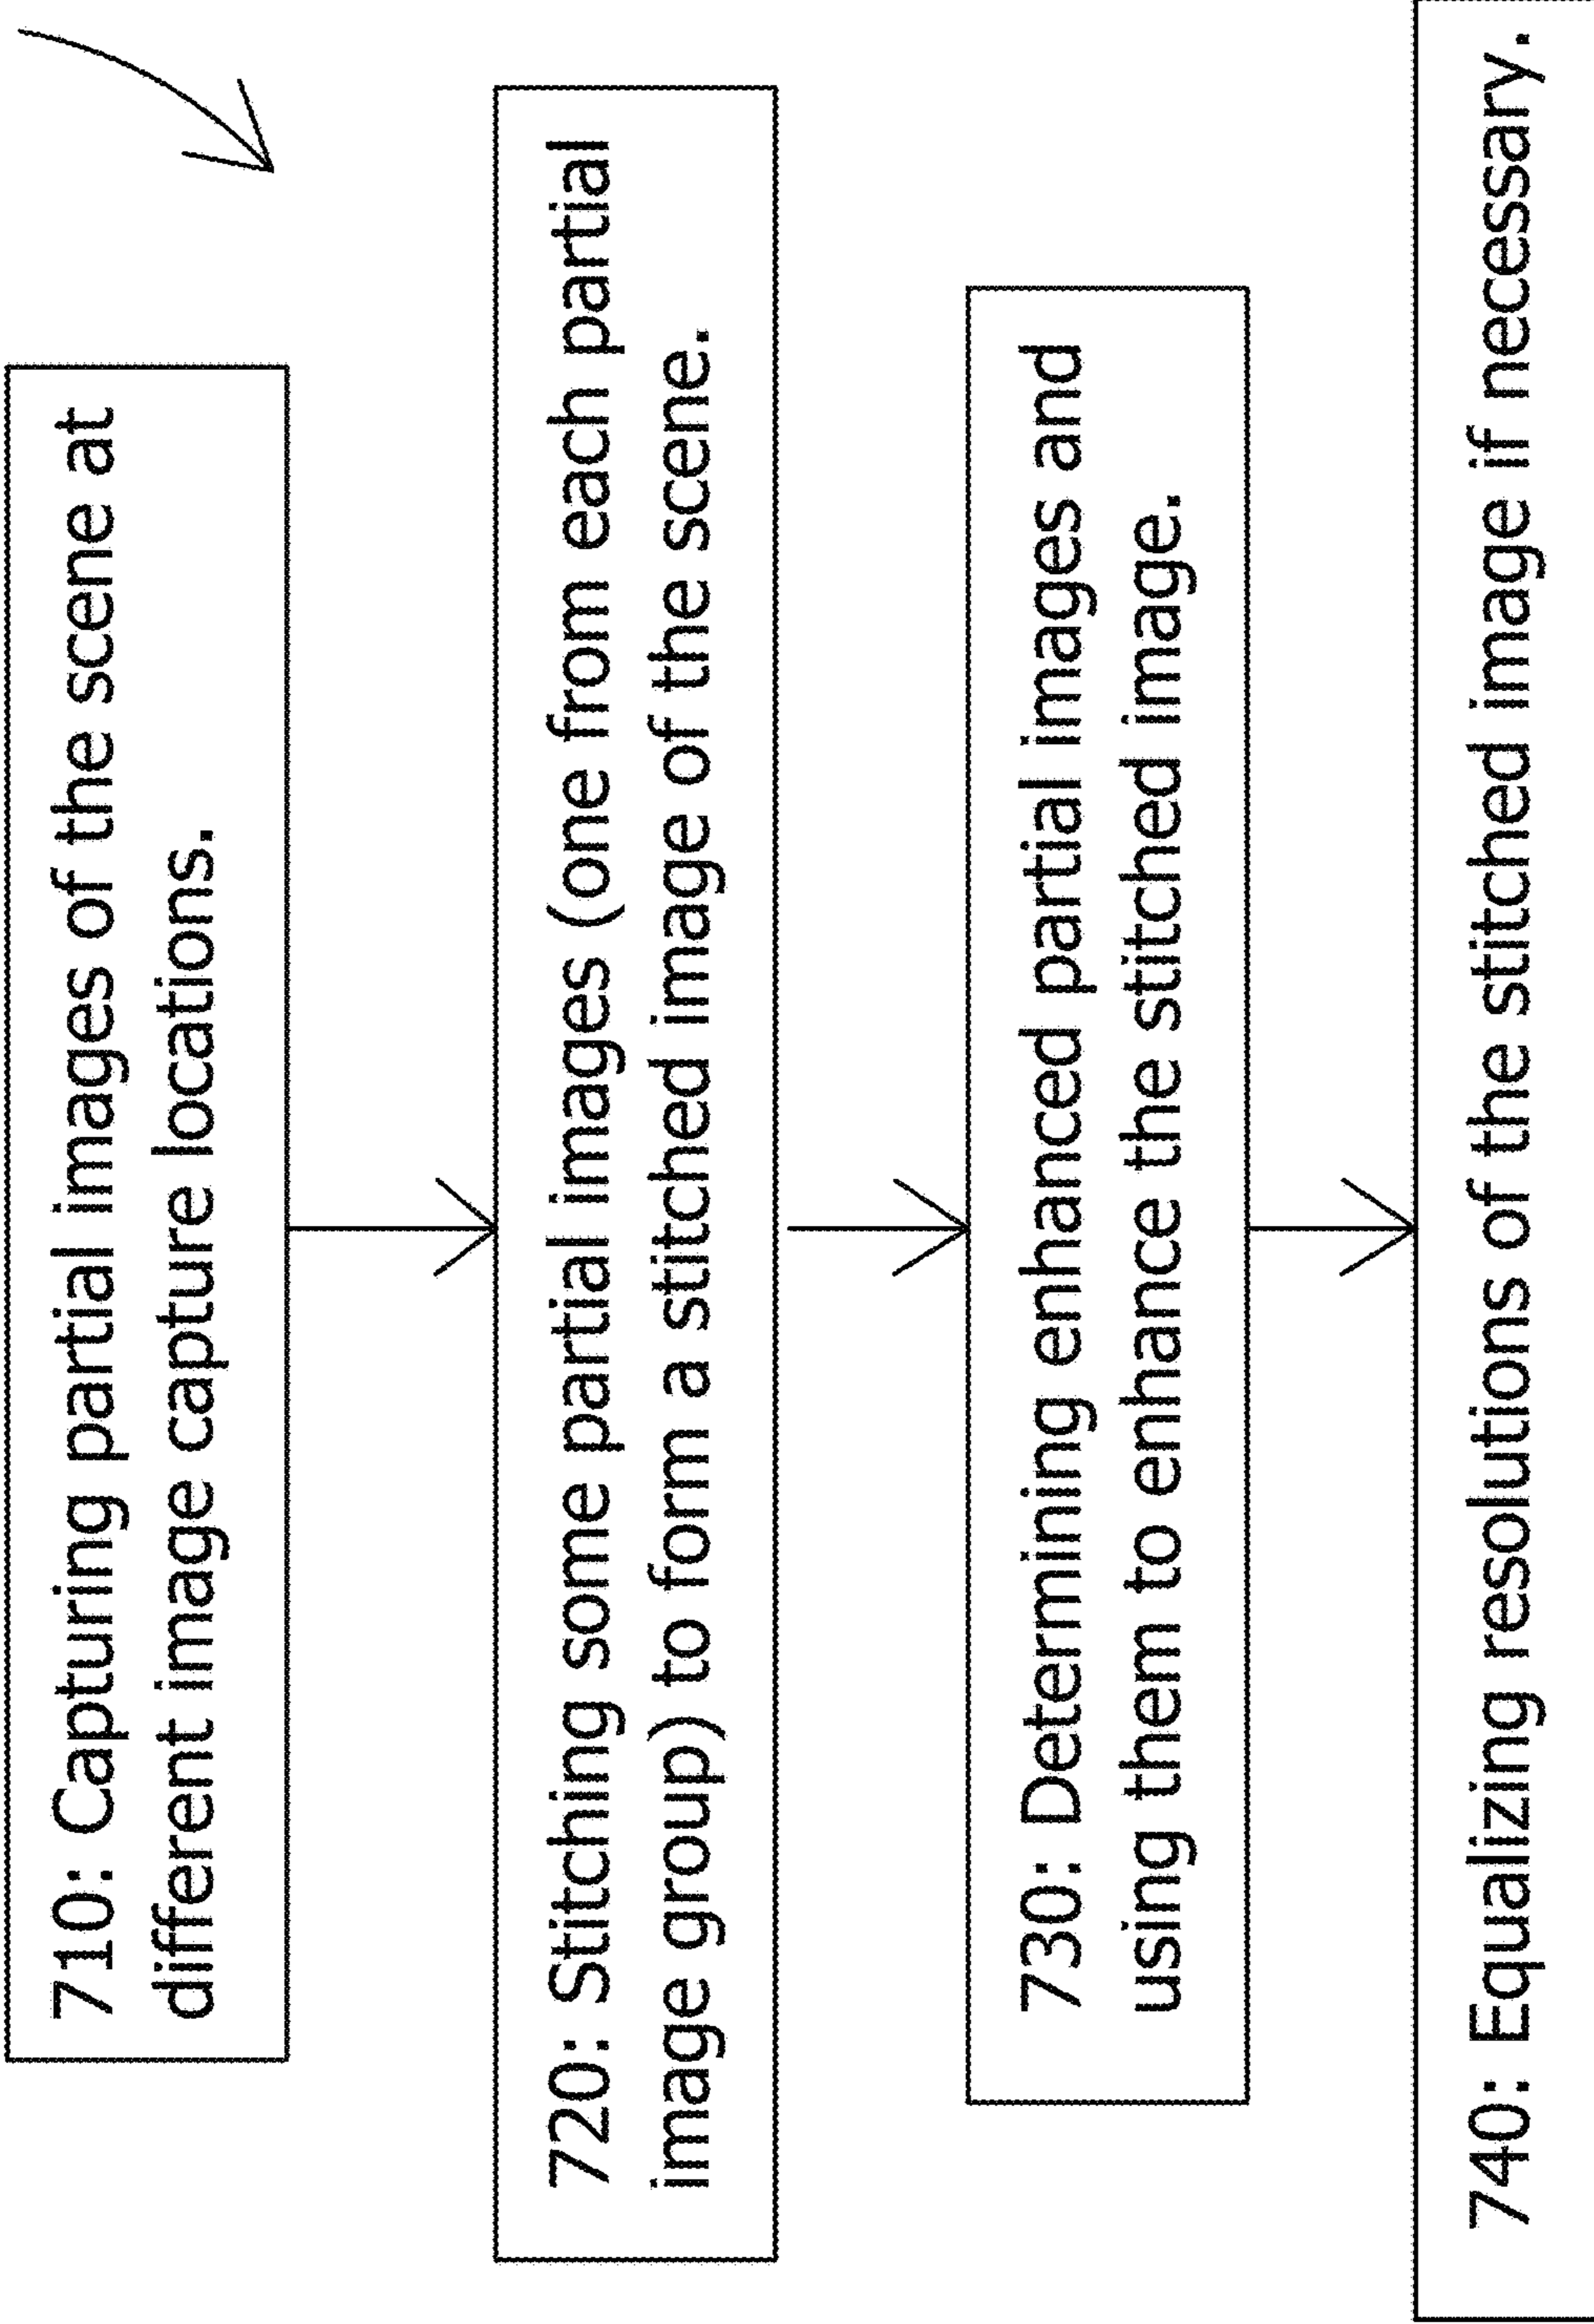 710: Capturing partial images of the scene at
different image capture locations.
720: Stitching some partial images (one from each partial
image group) to form a stitched image of the scene.
730: Determining enhanced partial images and
using them to enhance the stitched image.
740: Equalizing resolutions of the stitched image if necessary.